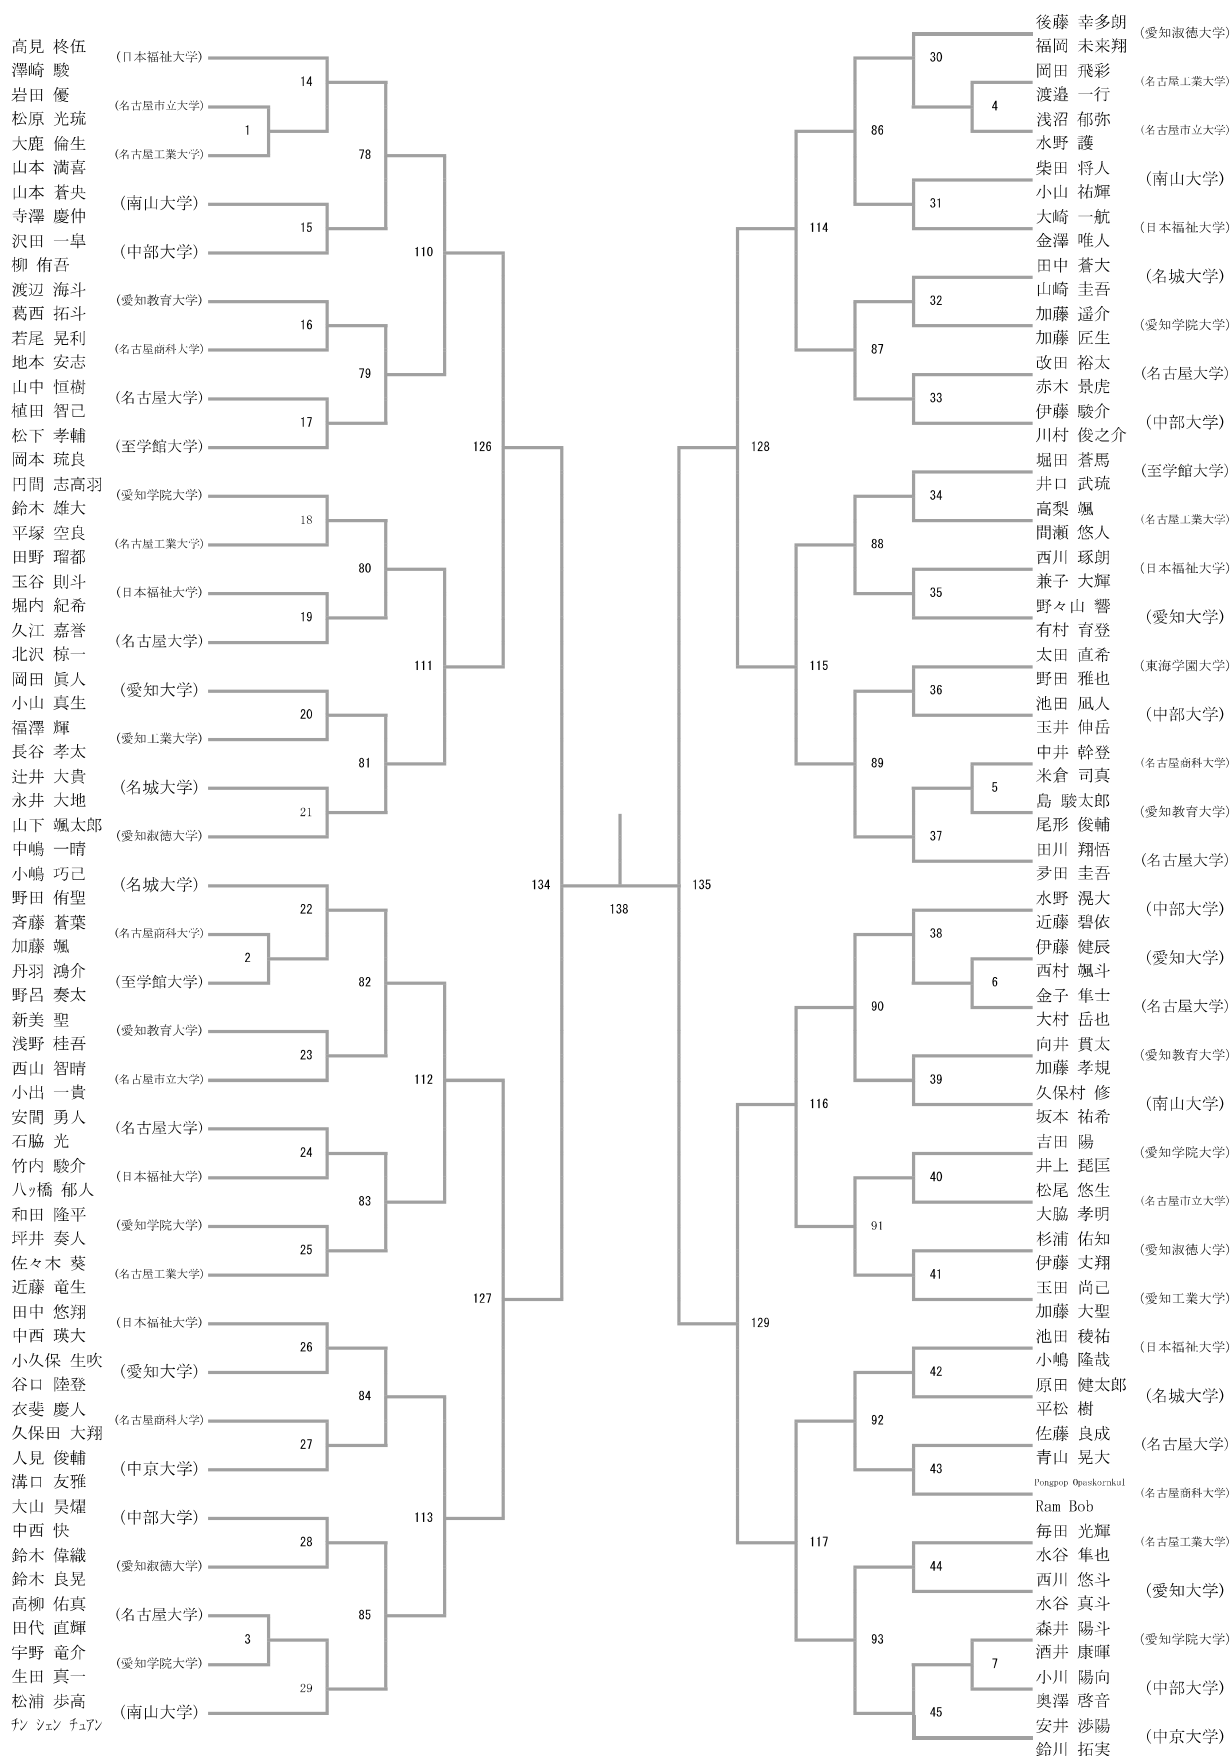 高見 柊伍
澤崎 駿
(日本福祉大学)
14
岩田 優
松原 光琉
(名古屋市立大学)
1
大鹿 倫生
山本 満喜
(名古屋工業大学)
78
山本 蒼央
寺澤 慶仲
(南山大学)
15
沢田 一皐
柳 侑吾
(中部大学)
110
渡辺 海斗
葛西 拓斗
(愛知教育大学)
16
若尾 晃利
地本 安志
(名古屋商科大学)
79
山中 恒樹
植田 智己
(名古屋大学)
17
松下 孝輔
岡本 琉良
(至学館大学)
126
円間 志高羽
鈴木 雄大
(愛知学院大学)
18
平塚 空良
田野 瑠都
(名古屋工業大学)
80
玉谷 則斗
堀内 紀希
(日本福祉大学)
19
久江 嘉誉
北沢 椋一
(名古屋大学)
111
岡田 眞人
小山 真生
(愛知大学)
20
福澤 輝
長谷 孝太
(愛知工業大学)
81
辻井 大貴
永井 大地
(名城大学)
21
山下 颯太郎
中嶋 一晴
(愛知淑徳大学)
134
小嶋 巧己
野田 侑聖
(名城大学)
22
斉藤 蒼葉
加藤 颯
(名古屋商科大学)
2
丹羽 鴻介
野呂 奏太
(至学館大学)
82
新美 聖
浅野 桂吾
(愛知教育大学)
23
西山 智晴
小出 一貴
(名古屋市立大学)
112
安間 勇人
石脇 光
(名古屋大学)
24
竹内 駿介
八ッ橋 郁人
(日本福祉大学)
83
和田 隆平
坪井 奏人
(愛知学院大学)
25
佐々木 葵
近藤 竜生
(名古屋工業大学)
127
田中 悠翔
中西 瑛大
(日本福祉大学)
26
小久保 生吹
谷口 陸登
(愛知大学)
84
衣斐 慶人
久保田 大翔
(名古屋商科大学)
27
人見 俊輔
溝口 友雅
(中京大学)
113
大山 昊燿
中西 快
(中部大学)
28
鈴木 偉織
鈴木 良晃
(愛知淑徳大学)
85
高柳 佑真
田代 直輝
(名古屋大学)
3
宇野 竜介
生田 真一
(愛知学院大学)
29
松浦 歩高
チン シェン チュアン
(南山大学)
138
後藤 幸多朗
福岡 未来翔
(愛知淑徳大学)
30
岡田 飛彩
渡邉 一行
(名古屋工業大学)
4
浅沼 郁弥
水野 護
(名古屋市立大学)
86
柴田 将人
小山 祐輝
(南山大学)
31
大崎 一航
金澤 唯人
(日本福祉大学)
114
田中 蒼大
山崎 圭吾
(名城大学)
32
加藤 遥介
加藤 匠生
(愛知学院大学)
87
改田 裕太
赤木 景虎
(名古屋大学)
33
伊藤 駿介
川村 俊之介
(中部大学)
128
堀田 蒼馬
井口 武琉
(至学館大学)
34
高梨 颯
間瀬 悠人
(名古屋工業大学)
88
西川 琢朗
兼子 大輝
(日本福祉大学)
35
野々山 響
有村 育登
(愛知大学)
115
太田 直希
野田 雅也
(東海学園大学)
36
池田 凪人
玉井 伸岳
(中部大学)
89
中井 幹登
米倉 司真
(名古屋商科大学)
5
島 駿太郎
尾形 俊輔
(愛知教育大学)
37
田川 翔悟
夛田 圭吾
(名古屋大学)
135
水野 滉大
近藤 碧依
(中部大学)
38
伊藤 健辰
西村 颯斗
(愛知大学)
6
金子 隼士
大村 岳也
(名古屋大学)
90
向井 貫太
加藤 孝規
(愛知教育大学)
39
久保村 修
坂本 祐希
(南山大学)
116
吉田 陽
井上 琵匡
(愛知学院大学)
40
松尾 悠生
大脇 孝明
(名古屋市立大学)
91
杉浦 佑知
伊藤 丈翔
(愛知淑徳大学)
41
玉田 尚己
加藤 大聖
(愛知工業大学)
129
池田 稜祐
小嶋 隆哉
(日本福祉大学)
42
原田 健太郎
平松 樹
(名城大学)
92
佐藤 良成
青山 晃大
(名古屋大学)
43
Pongpop Opaskornkul
Ram Bob
(名古屋商科大学)
117
毎田 光輝
水谷 隼也
(名古屋工業大学)
44
西川 悠斗
水谷 真斗
(愛知大学)
93
森井 陽斗
酒井 康暉
(愛知学院大学)
7
小川 陽向
奥澤 啓音
(中部大学)
45
安井 渉陽
鈴川 拓実
(中京大学)